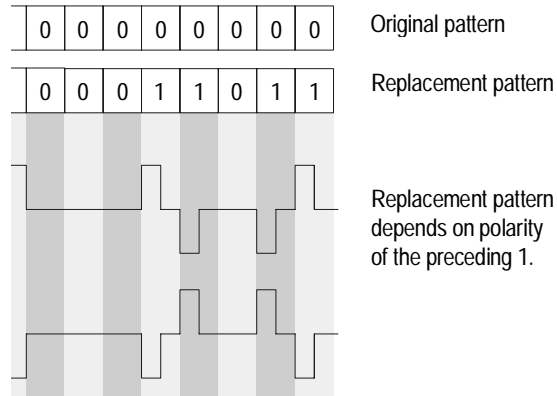 0 0 0 0 0 0 0 0 Original pattern
0 0 0 1 1 0 1 1 Replacement pattern
Replacement pattern
depends on polarity
of the preceding 1.